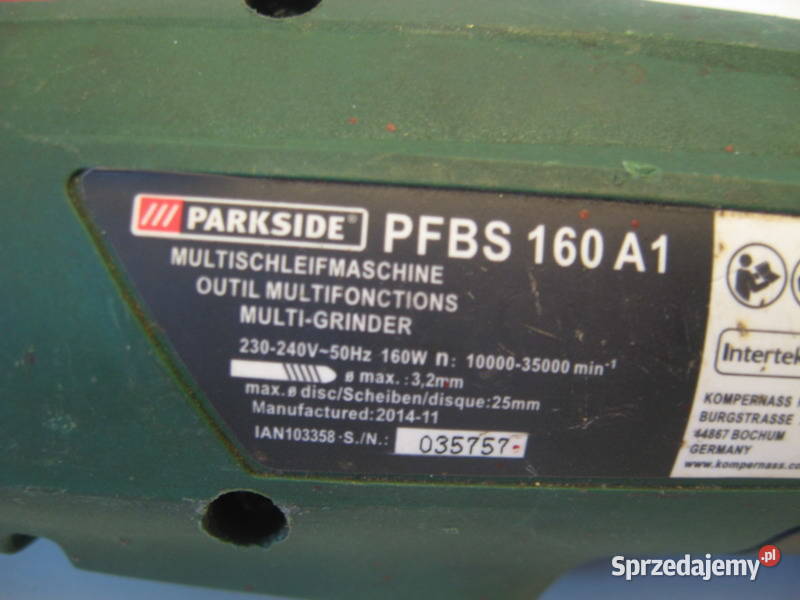 /// PARKSIDE® PFBS 160 A1
MULTISCHLEIFMASCHINE
OUTIL MULTIFONCTIONS
MULTI-GRINDER
230-240V~50Hz 160W n: 10000-35000 min⁻¹
ø max.:3,2mm
max.ø disc/Scheiben/disque:25mm
Manufactured:2014-11
IAN103358-S./N.: 035757-
Intertek
KOMPERNASS
BURGSTRASSE
44867 BOCHUM
GERMANY
www.kompernass.co
Sprzedajemy.pl